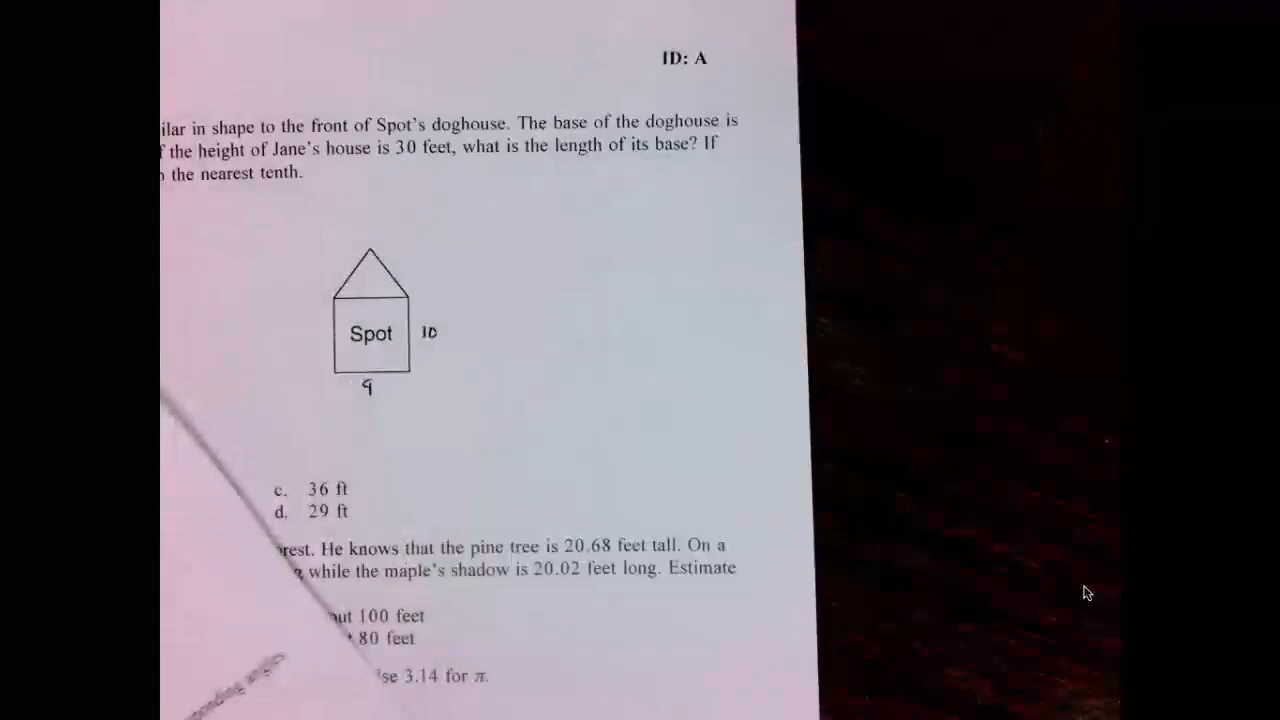 ID: A
ilar in shape to the front of Spot's doghouse. The base of the doghouse is
f the height of Jane's house is 30 feet, what is the length of its base? If
the nearest tenth.
Spot 10
9
c. 36 ft
d. 29 ft
rest. He knows that the pine tree is 20.68 feet tall. On a
while the maple's shadow is 20.02 feet long. Estimate
ut 100 feet
80 feet
se 3.14 for π.
ponding angles